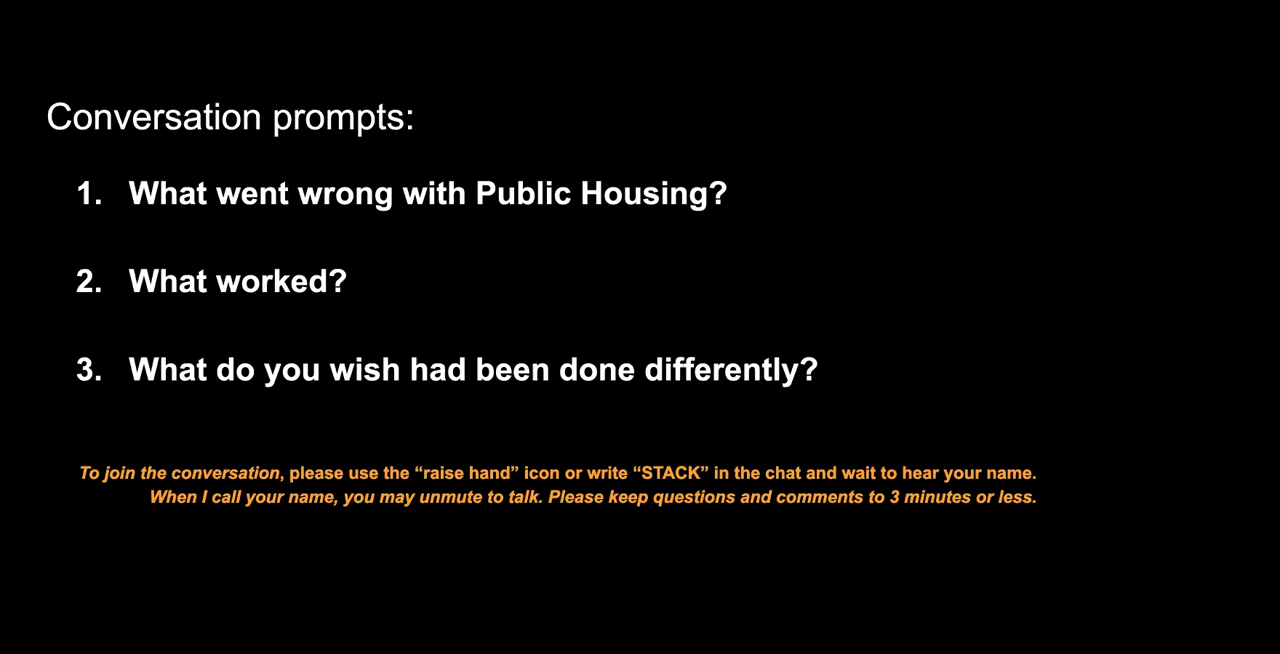 Conversation prompts:
1. What went wrong with Public Housing?
2. What worked?
3. What do you wish had been done differently?
To join the conversation, please use the “raise hand” icon or write “STACK” in the chat and wait to hear your name.
When I call your name, you may unmute to talk. Please keep questions and comments to 3 minutes or less.